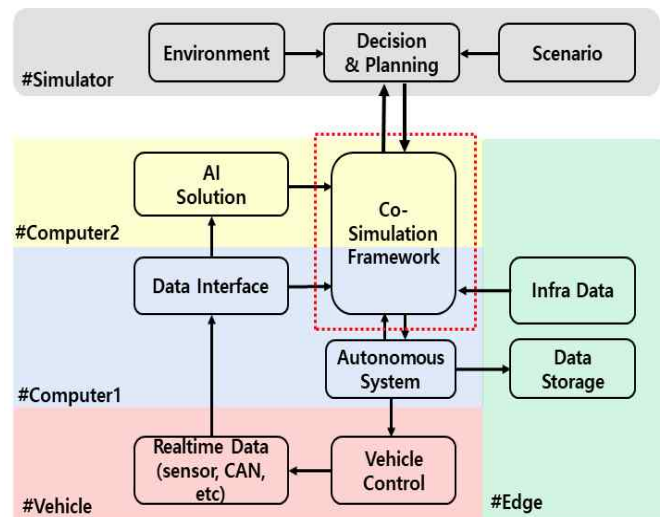 Environment
Decision
& Planning
Scenario
#Simulator
AI
Solution
Co-
Simulation
Framework
#Computer2
Data Interface
Infra Data
Autonomous
System
Data
Storage
#Computer1
Realtime Data
(sensor, CAN,
etc)
Vehicle
Control
#Vehicle
#Edge